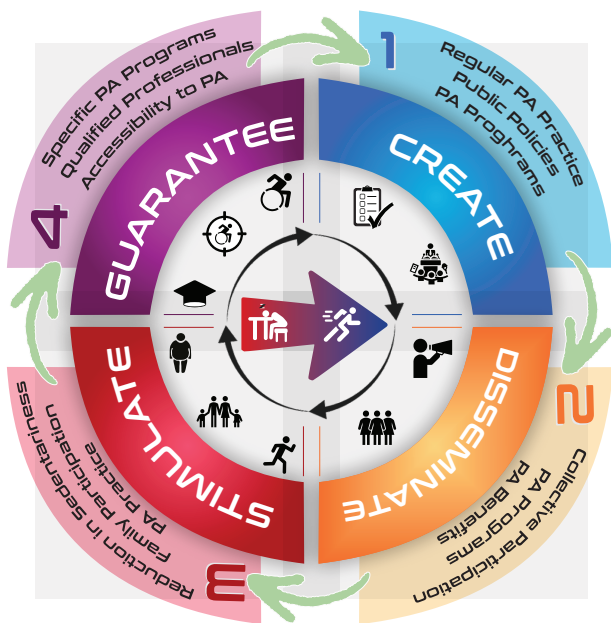 1
CREATE
Regular PA Practice
Public Policies
PA Proghrams
2
DISSEMINATE
Collective Participation
PA Programs
PA Benefits
3
STIMULATE
Reduction in Sedentariness
Family Participation
PA Practice
4
GUARANTEE
Specific PA Programs
Qualified Professionals
Accessibility to PA